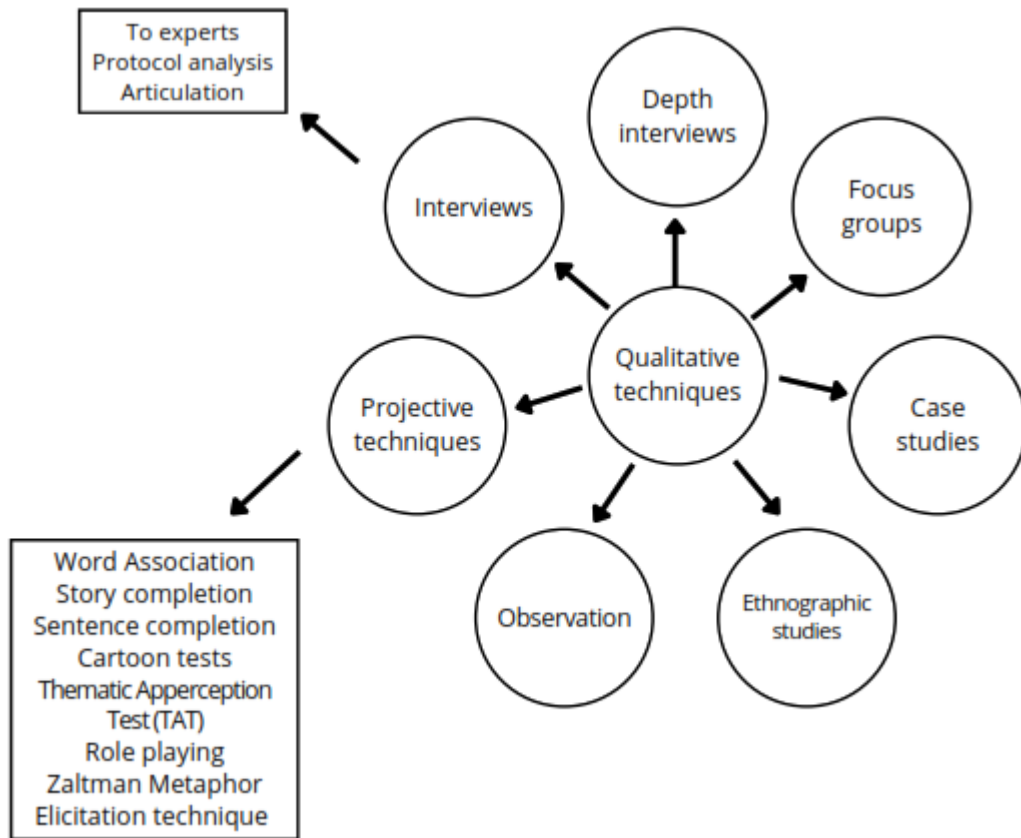 To experts
Protocol analysis
Articulation
Depth
interviews
Interviews
Focus
groups
Qualitative
techniques
Projective
techniques
Case
studies
Observation
Ethnographic
studies
Word Association
Story completion
Sentence completion
Cartoon tests
Thematic Apperception
Test (TAT)
Role playing
Zaltman Metaphor
Elicitation technique